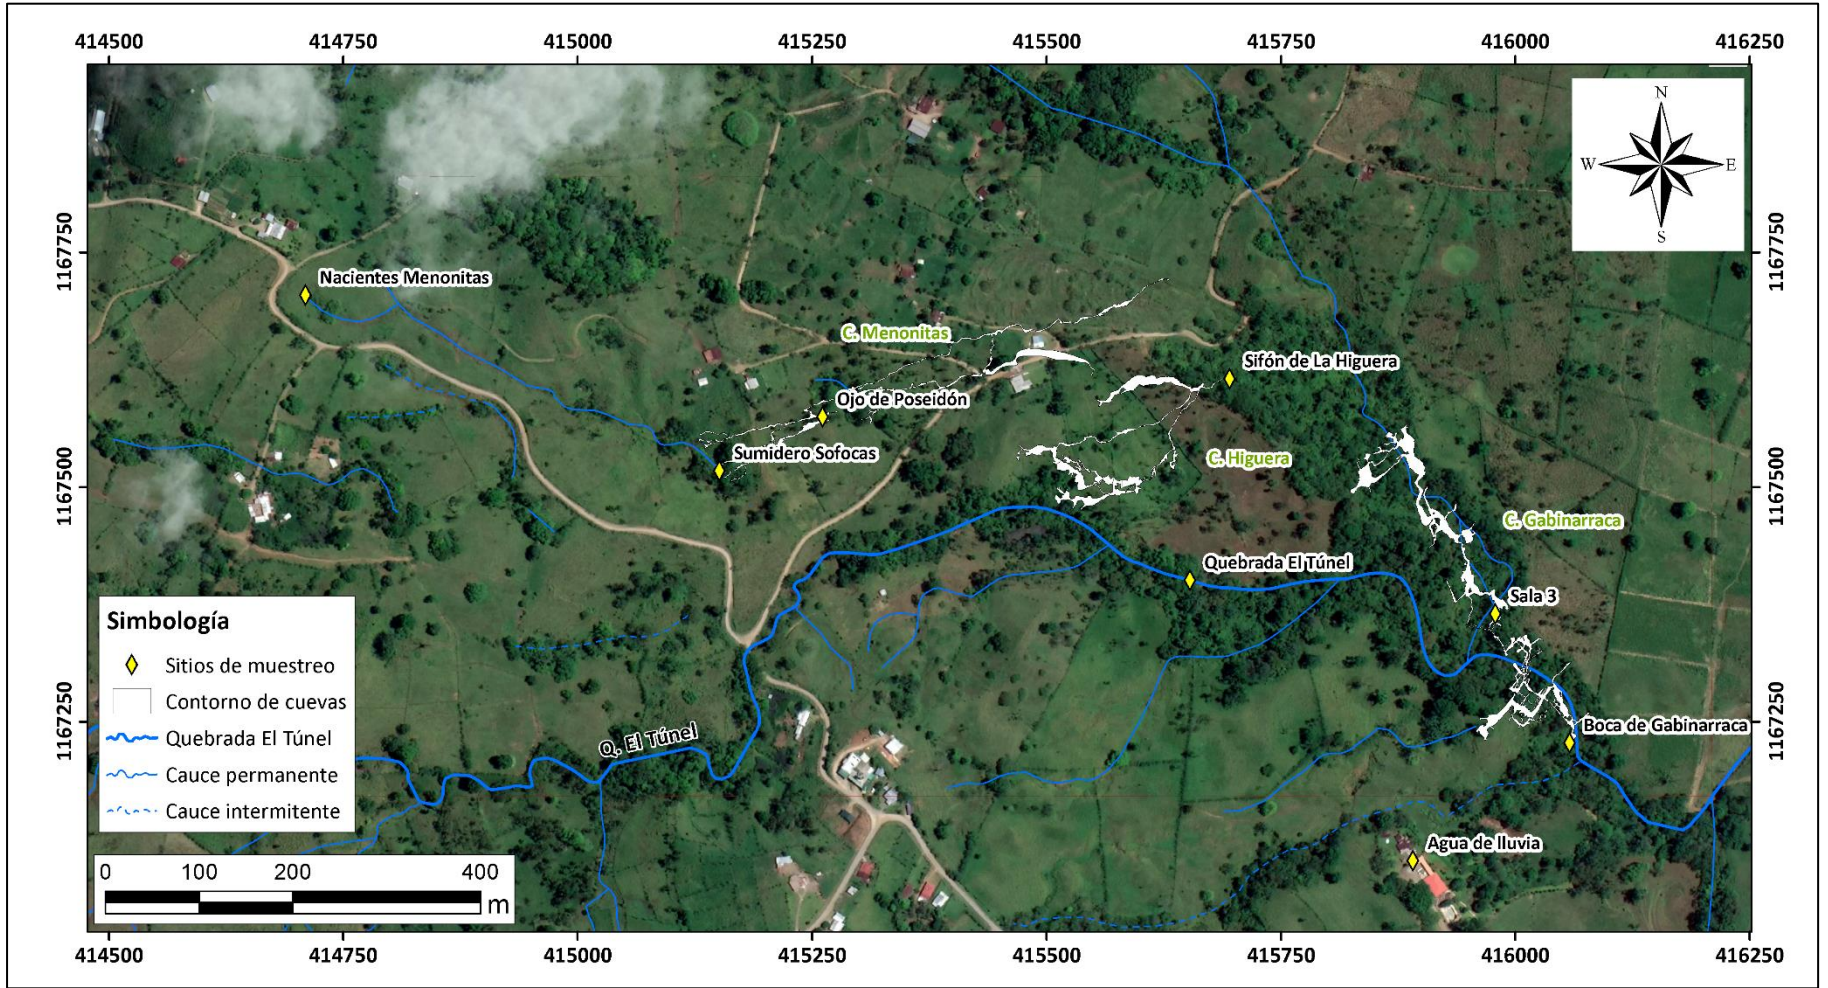 414500 414750 415000 415250 415500 415750 416000 416250
N
W E
S
1167750 1167750
Nacientes Menonitas
C. Menonitas
Sifón de La Higuera
Ojo de Poseidón
Sumidero Sofocas
C. Higuera
1167500 1167500
C. Gabinarraca
Quebrada El Túnel
Sala 3
Boca de Gabinarraca
Q. El Túnel
1167250 1167250
Agua de lluvia
Simbología
Sitios de muestreo
Contorno de cuevas
Quebrada El Túnel
Cauce permanente
Cauce intermitente
0 100 200 400
m
414500 414750 415000 415250 415500 415750 416000 416250